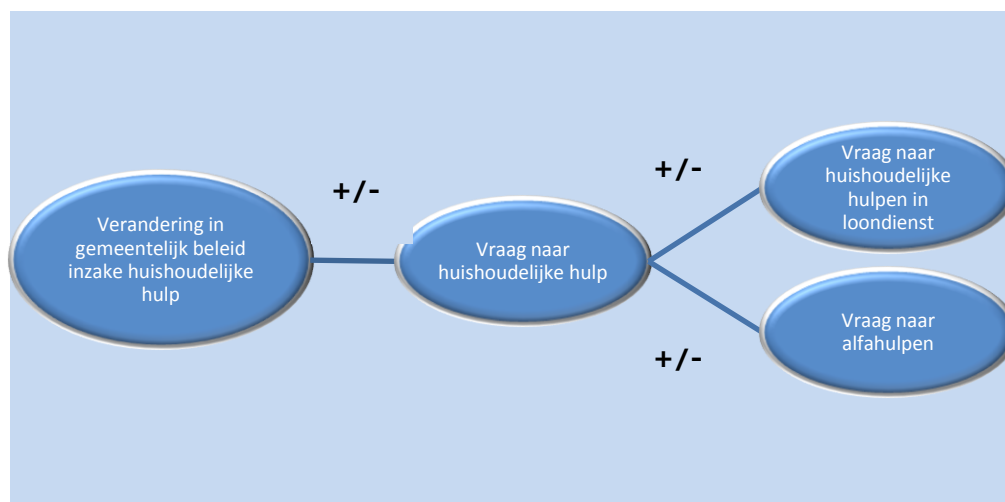 +/-
Verandering in
gemeentelijk beleid
inzake huishoudelijke
hulp
Vraag naar
huishoudelijke hulp
+/-
Vraag naar
huishoudelijke
hulpen in
loondienst
+/-
Vraag naar
alfahulpen